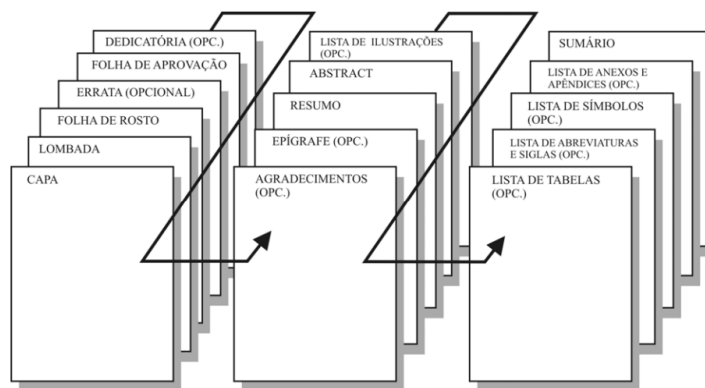 DEDICATÓRIA (OPC.)
FOLHA DE APROVAÇÃO
ERRATA (OPCIONAL)
FOLHA DE ROSTO
LOMBADA
CAPA
LISTA DE ILUSTRAÇÕES
(OPC.)
ABSTRACT
RESUMO
EPÍGRAFE (OPC.)
AGRADECIMENTOS
(OPC.)
SUMÁRIO
LISTA DE ANEXOS E
APÊNDICES (OPC.)
LISTA DE SÍMBOLOS
(OPC.)
LISTA DE ABREVIATURAS
E SIGLAS (OPC.)
LISTA DE TABELAS
(OPC.)